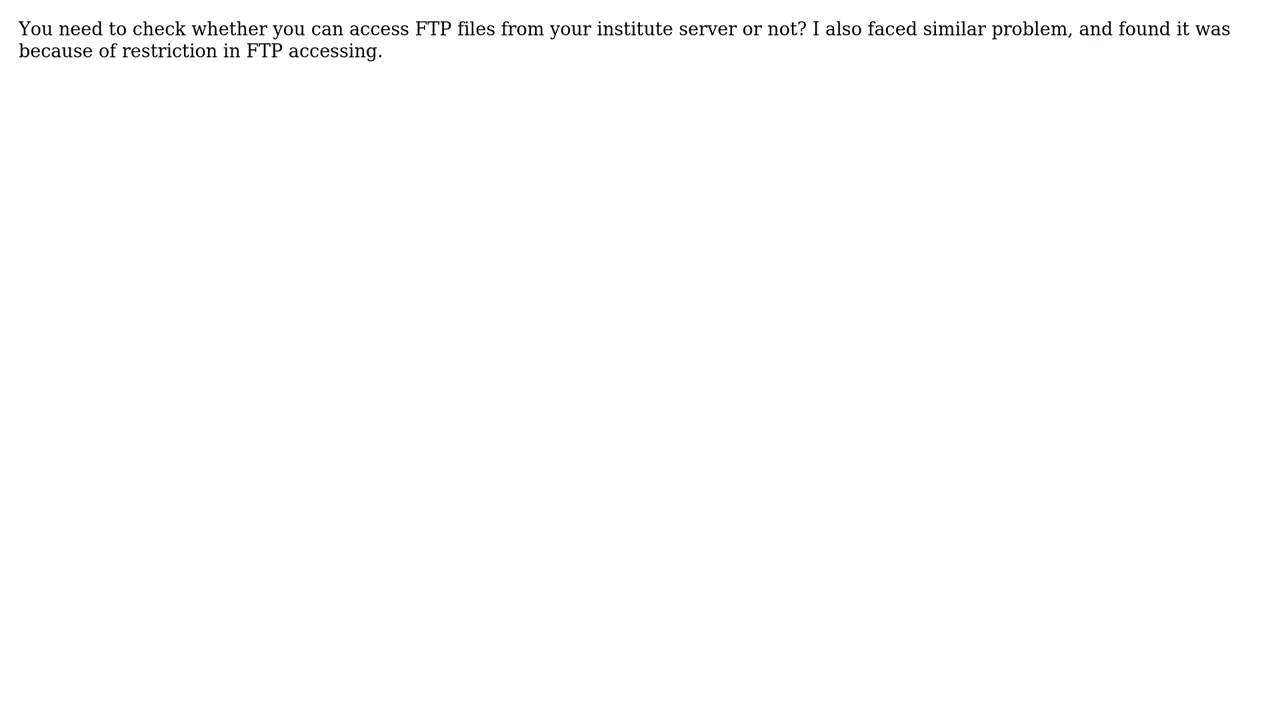 You need to check whether you can access FTP files from your institute server or not? I also faced similar problem, and found it was
because of restriction in FTP accessing.